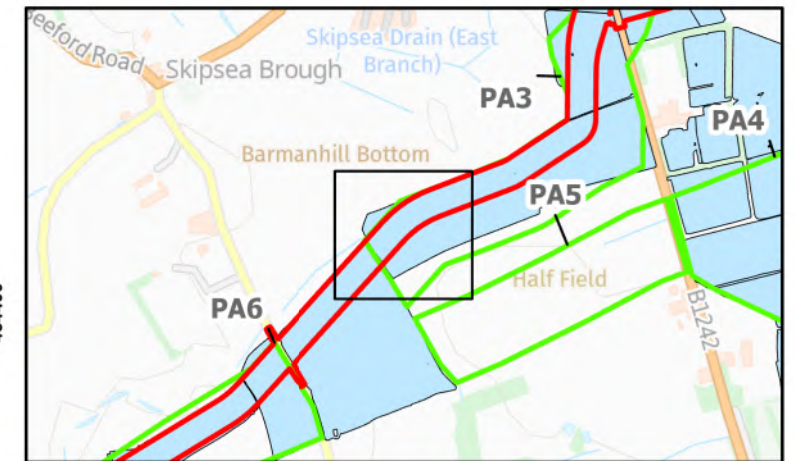 Beeford Road
Skipsea Brough
Skipsea Drain (East
Branch)
PA3
PA4
Barmanhill Bottom
PA5
Half Field
PA6
B1242